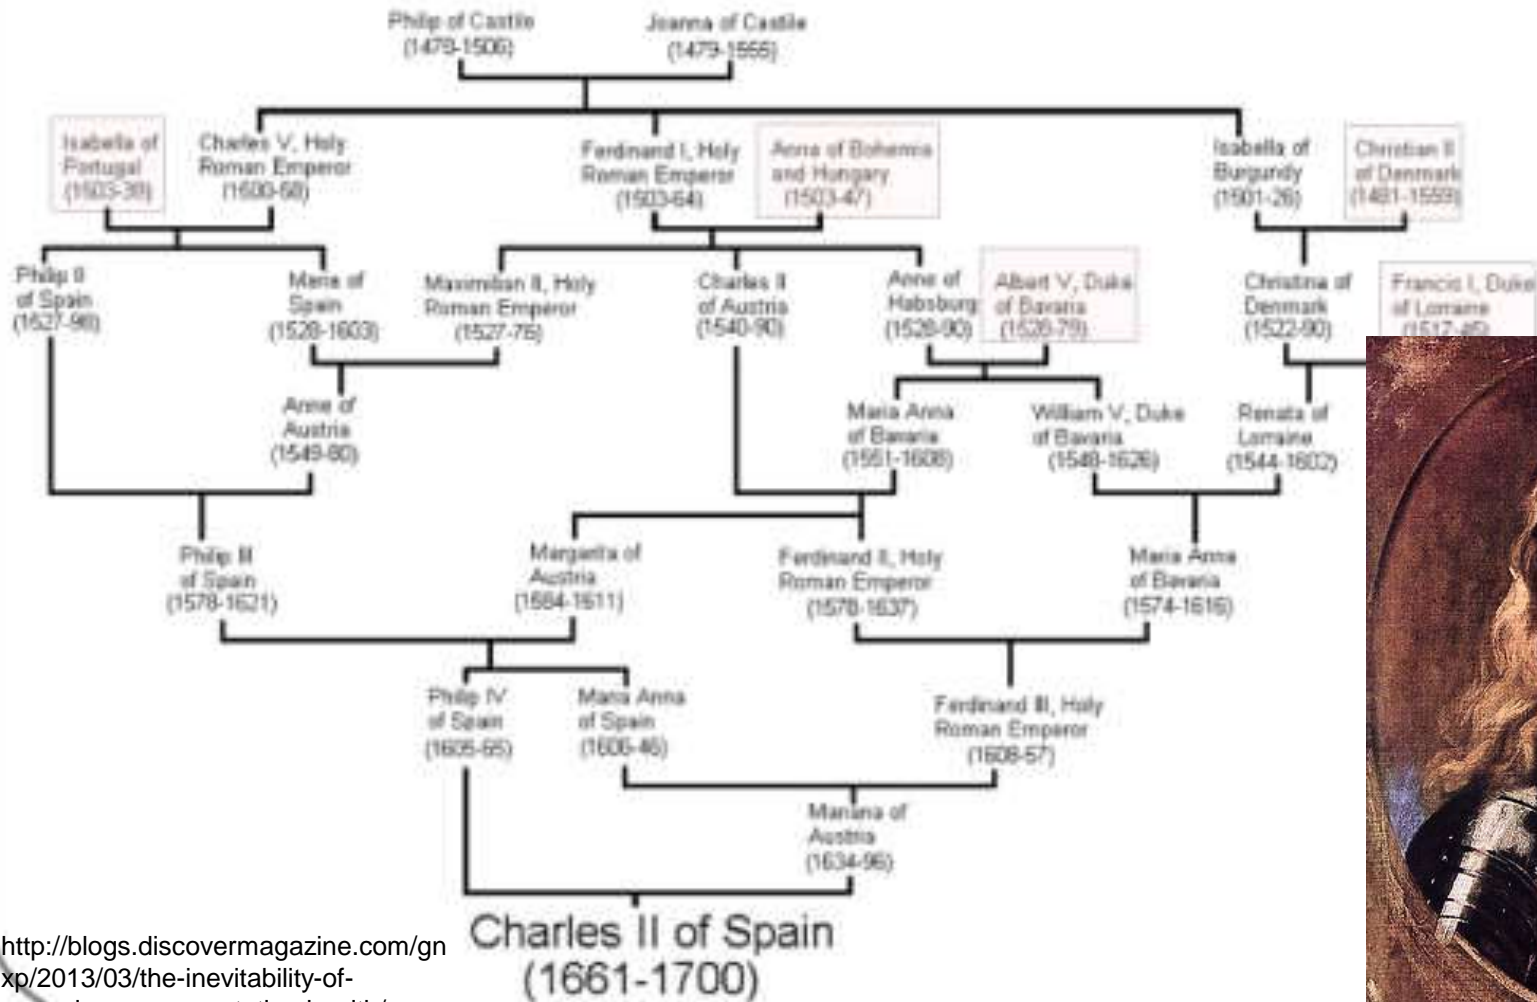 Philip of Castile
(1478-1506)
Joanna of Castile
(1479-1555)
Isabella of
Portugal
(1503-39)
Charles V, Holy
Roman Emperor
(1500-58)
Ferdinand I, Holy
Roman Emperor
(1503-64)
Anna of Bohemia
and Hungary
(1503-47)
Isabella of
Burgundy
(1501-26)
Christian II
of Denmark
(1481-1559)
Philip II
of Spain
(1527-98)
Maria of
Spain
(1528-1603)
Maximilian II, Holy
Roman Emperor
(1527-76)
Charles II
of Austria
(1540-90)
Anne of
Habsburg
(1528-90)
Albert V, Duke
of Bavaria
(1528-79)
Christina of
Denmark
(1522-90)
Francis I, Duke
of Lorraine
(1517-45)
Anne of
Austria
(1549-80)
Maria Anna
of Bavaria
(1551-1608)
William V, Duke
of Bavaria
(1548-1626)
Renata of
Lorraine
(1544-1602)
Philip III
of Spain
(1578-1621)
Margarita of
Austria
(1584-1611)
Ferdinand II, Holy
Roman Emperor
(1578-1637)
Maria Anna
of Bavaria
(1574-1616)
Philip IV
of Spain
(1605-65)
Maria Anna
of Spain
(1606-46)
Ferdinand III, Holy
Roman Emperor
(1608-57)
Mariana of
Austria
(1634-96)
Charles II of Spain
(1661-1700)
http://blogs.discovermagazine.com/gn
xp/2013/03/the-inevitability-of-